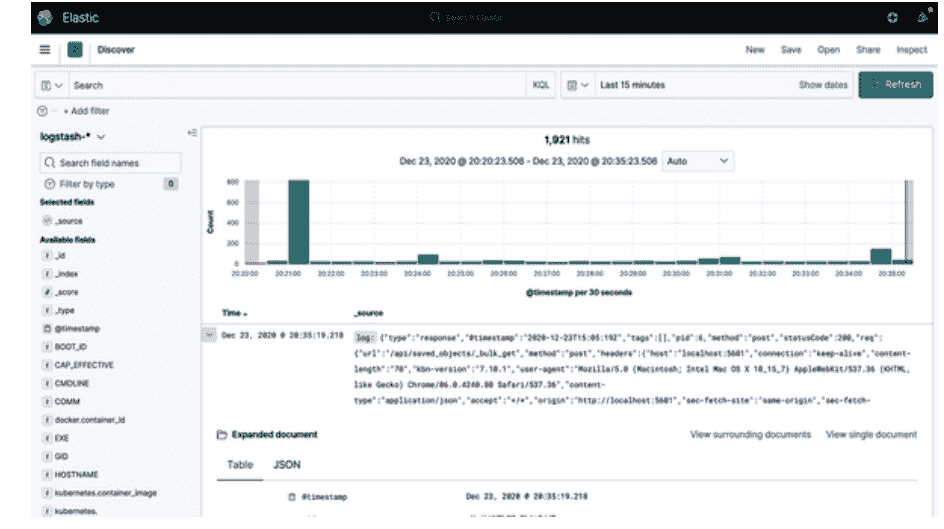 Elastic
Search Elastic
Discover
New Save Open Share Inspect
Search KQL Last 15 minutes Show dates Refresh
+ Add filter
logstash-*
1,921 hits
Search field names
Dec 23, 2020 @ 20:20:23.506 - Dec 23, 2020 @ 20:35:23.506 Auto
Filter by type 0
Selected fields
_source
Available fields
_id
_index
_score
_type
@timestamp
BOOT_ID
CAP_EFFECTIVE
CMDLINE
COMM
docker.container_id
EXE
GID
HOSTNAME
kubernetes.container_image
kubernetes.
Count
800
600
400
200
0
20:20:00 20:21:00 20:22:00 20:23:00 20:24:00 20:25:00 20:26:00 20:27:00 20:28:00 20:29:00 20:30:00 20:31:00 20:32:00 20:33:00 20:34:00 20:35:00
@timestamp per 30 seconds
Time _source
Dec 23, 2020 @ 20:35:19.218 log: {"type":"response","@timestamp":"2020-12-23T15:05:19Z","tags":[],"pid":6,"method":"post","statusCode":200,"req":
{"url":"/api/saved_objects/_bulk_get","method":"post","headers":{"host":"localhost:5601","connection":"keep-alive","content-
length":"70","kbn-version":"7.10.1","user-agent":"Mozilla/5.0 (Macintosh; Intel Mac OS X 10_15_7) AppleWebKit/537.36 (KHTML,
like Gecko) Chrome/86.0.4240.80 Safari/537.36","content-
type":"application/json","accept":"*/*","origin":"http://localhost:5601","sec-fetch-site":"same-origin","sec-fetch-
Expanded document View surrounding documents View single document
Table JSON
@timestamp Dec 23, 2020 @ 20:35:19.218